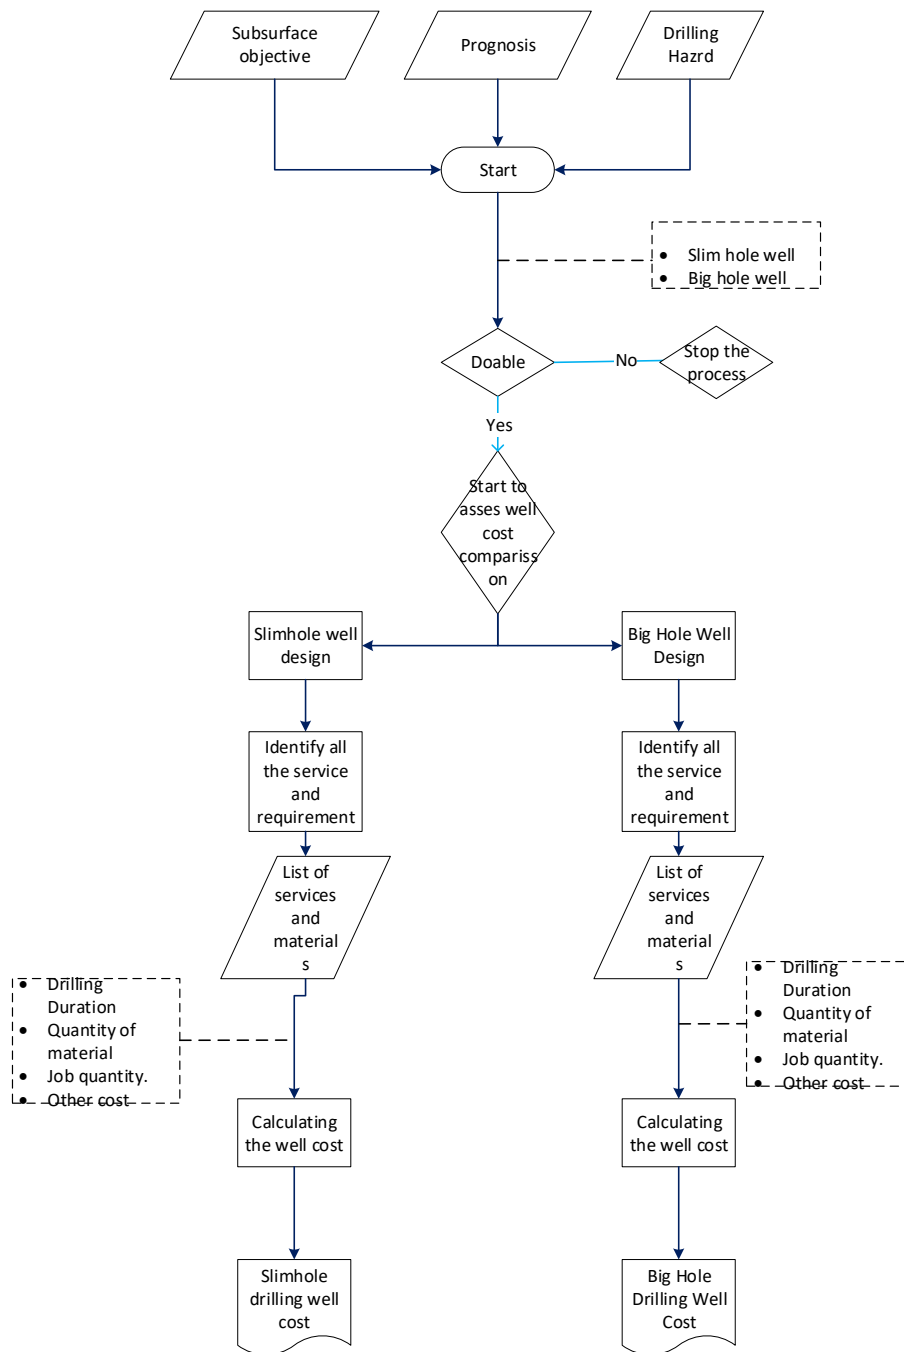 Subsurface
objective
Prognosis
Drilling
Hazrd
Start
• Slim hole well
• Big hole well
Doable
No
Stop the
process
Yes
Start to
asses well
cost
compariss
on
Slimhole well
design
Big Hole Well
Design
Identify all
the service
and
requirement
Identify all
the service
and
requirement
List of
services
and
material
s
List of
services
and
material
s
• Drilling
Duration
• Quantity of
material
• Job quantity.
• Other cost
• Drilling
Duration
• Quantity of
material
• Job quantity.
• Other cost
Calculating
the well cost
Calculating
the well cost
Slimhole
drilling well
cost
Big Hole
Drilling Well
Cost